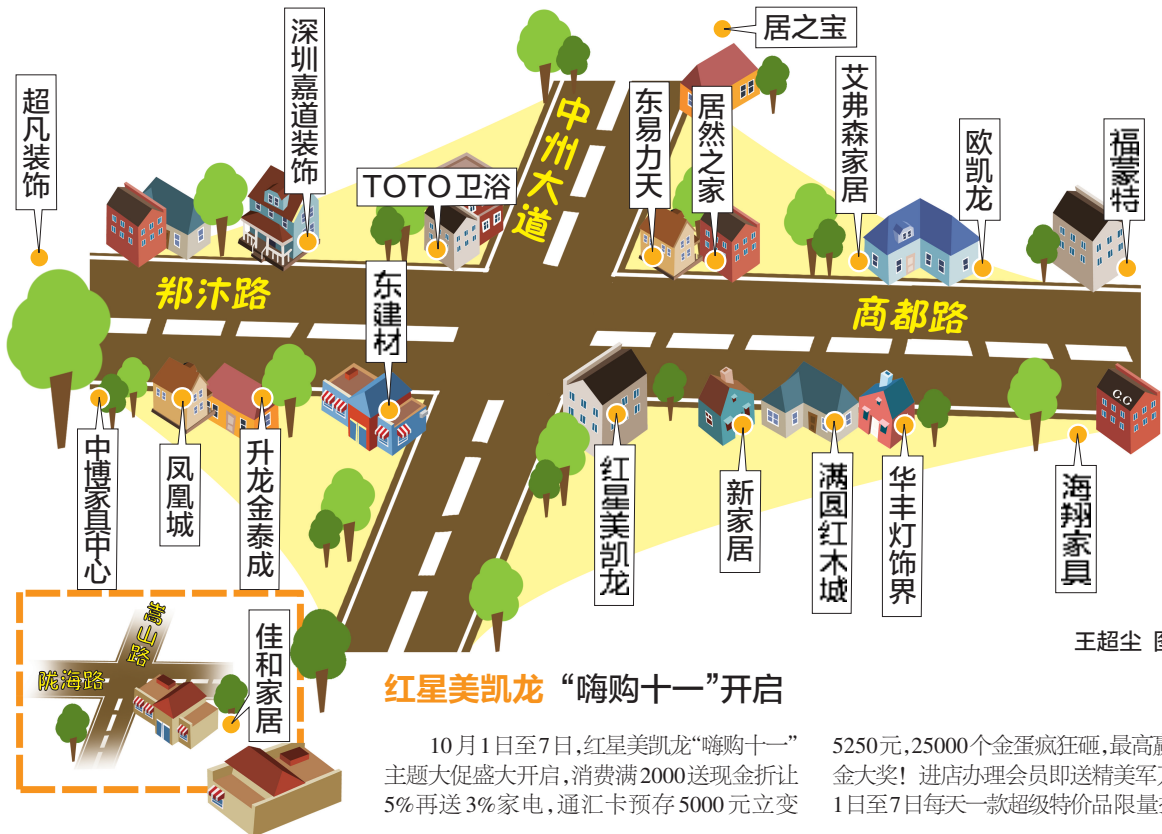 居之宝
超凡装饰
深圳嘉道装饰
TOTO卫浴
中州大道
东易力天
居然之家
艾弗森家居
欧凯龙
福蒙特
郑汴路
东建材
商都路
中博家具中心
凤凰城
升龙金泰成
红星美凯龙
新家居
满圆红木城
华丰灯饰界
海翔家具
C.C
嵩山路
陇海路
佳和家居
王超尘 图
红星美凯龙 “嗨购十一”开启
10月1日至7日,红星美凯龙“嗨购十一”
主题大促盛大开启,消费满2000送现金折让
5%再送3%家电,通汇卡预存5000元立变
5250元,25000个金蛋疯狂砸,最高赢
金大奖！进店办理会员即送精美军
1日至7日每天一款超级特价品限量